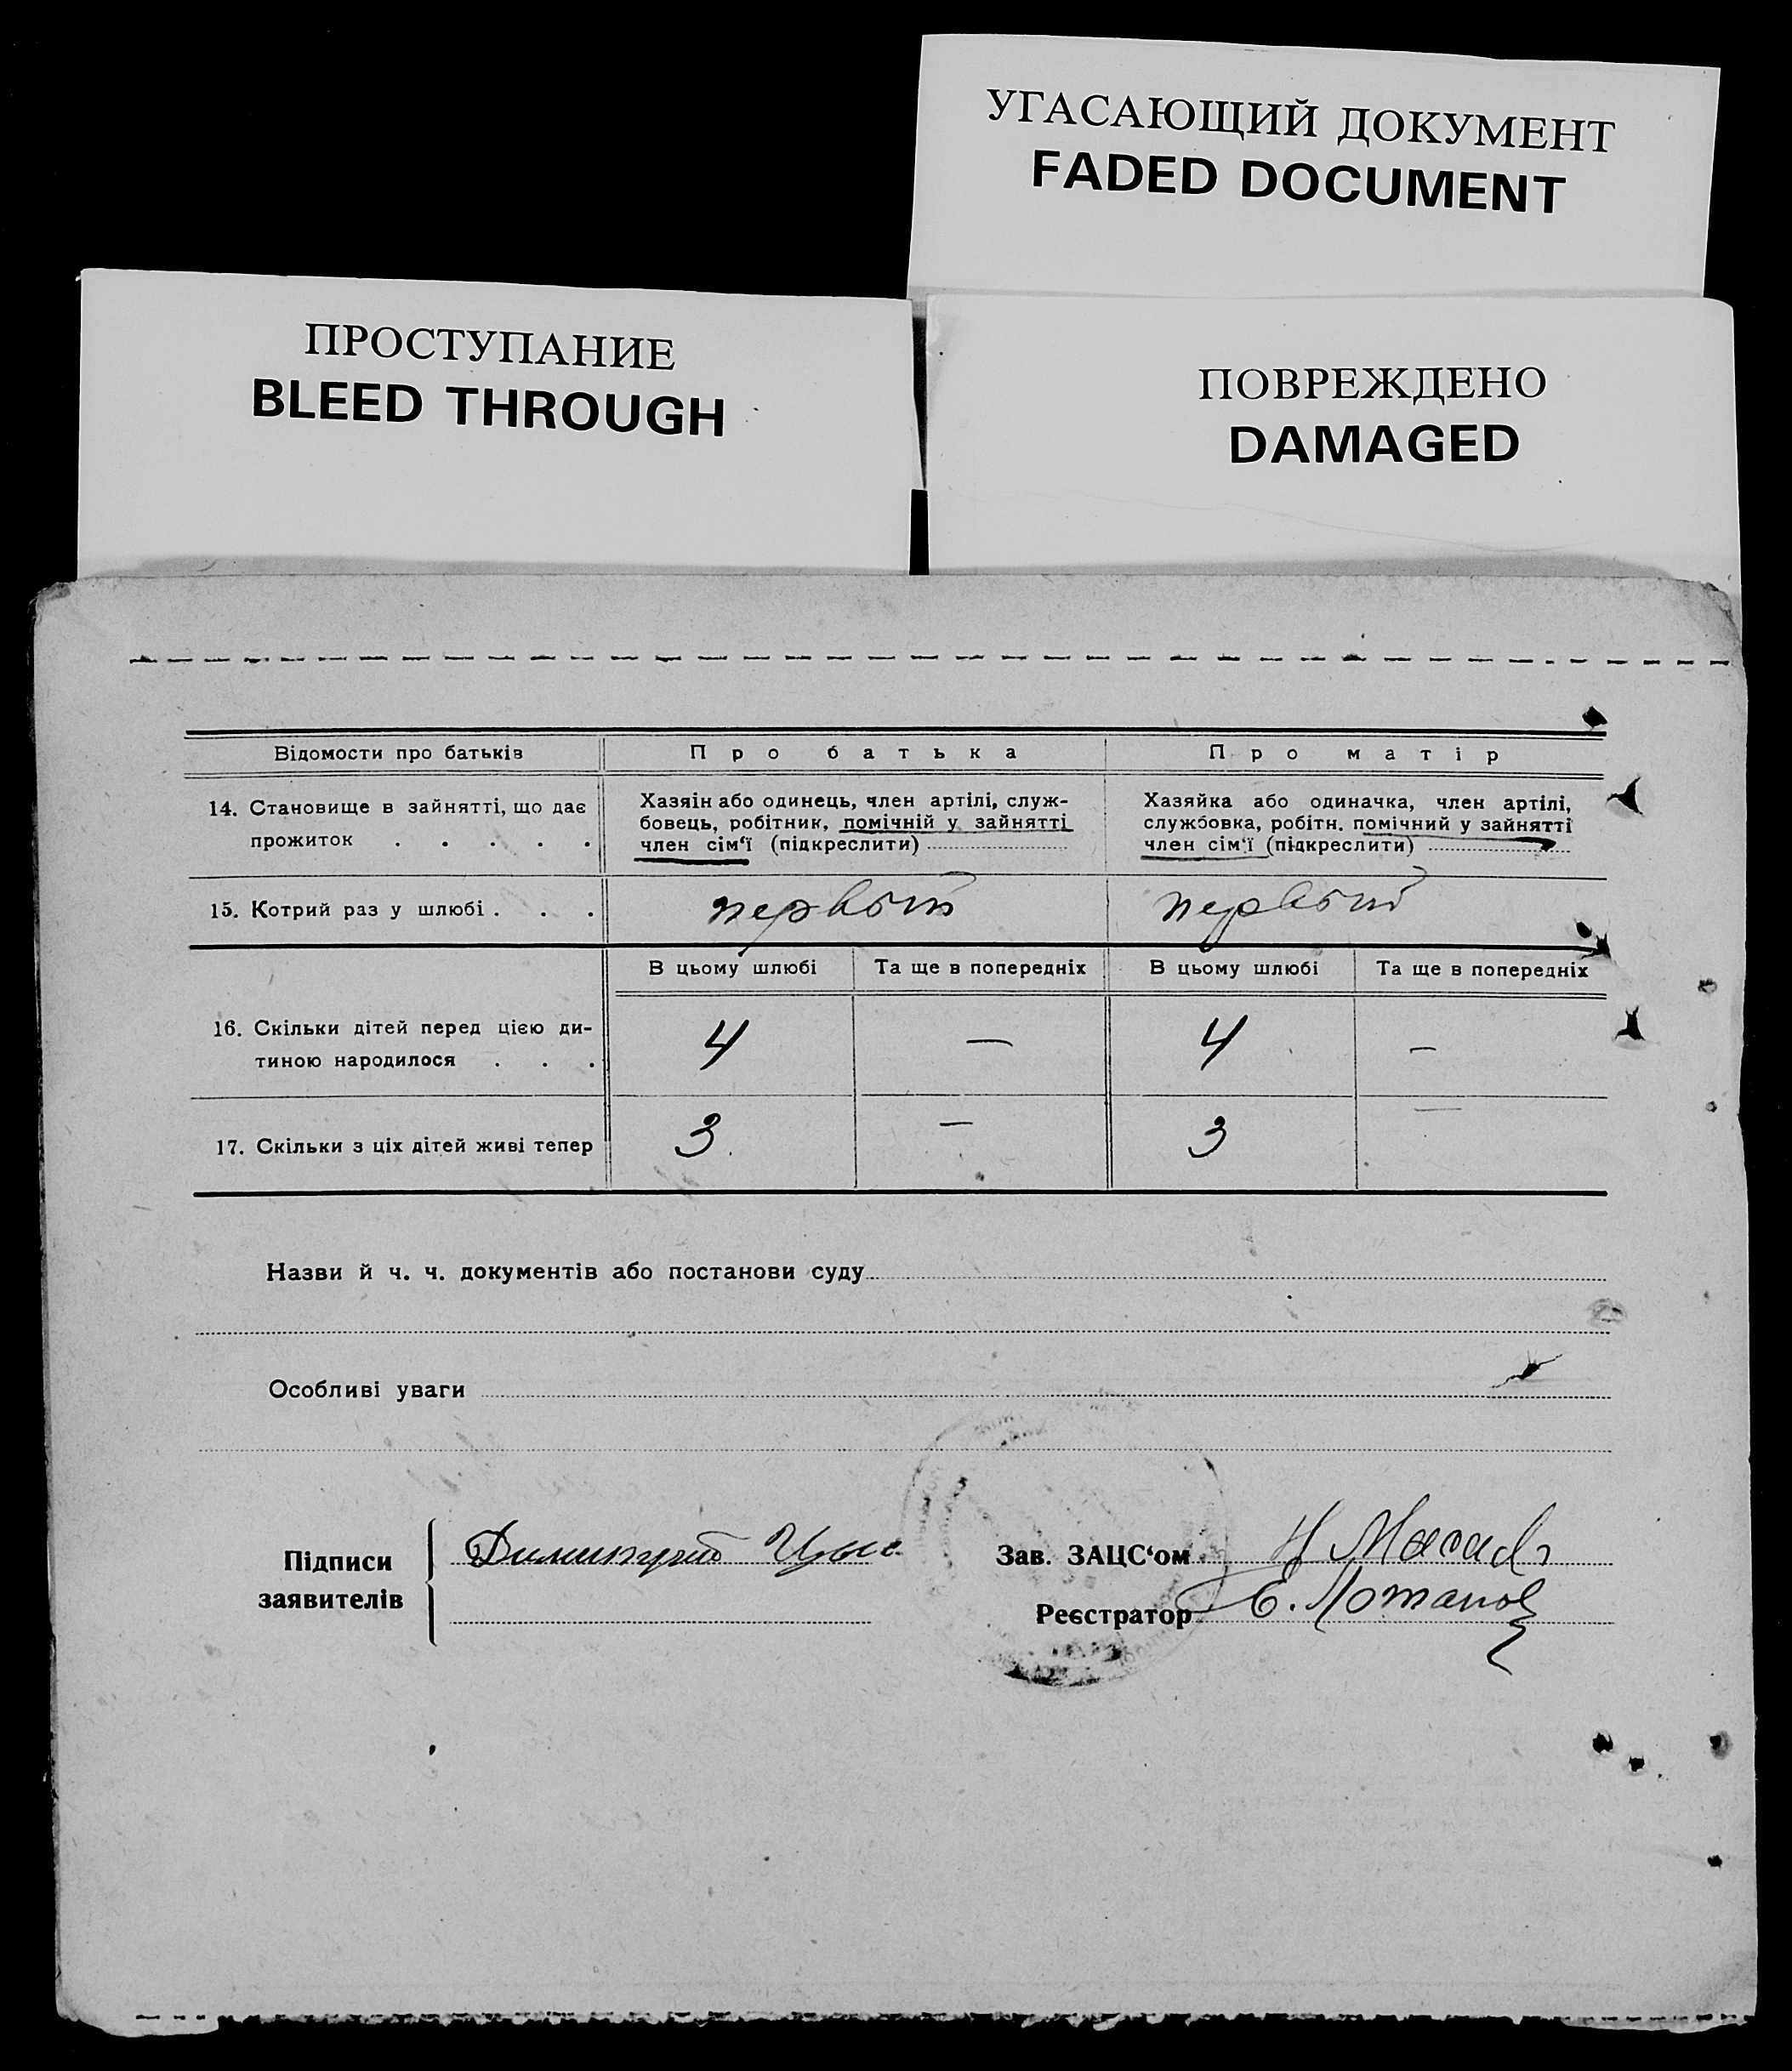 УГАСАЮЩИЙ ДОКУМЕНТ
FADED DOCUMENT
ПРОСТУПАНИЕ
BLEED THROUGH
ПОВРЕЖДЕНО
DAMAGED
Відомости про батьків Про батька Про матір
14. Становище в зайнятті, що дає
прожиток . . . . .
Хазяін або одинець, член артілі, служ-
бовець, робітник, помічній у зайнятті
член сім'ї (підкреслити)
Хазяйка або одиначка, член артілі,
службовка, робітн. помічний у зайнятті
член сім'ї (підкреслити)
15. Котрий раз у шлюбі . . . первый первый
В цьому шлюбі Та ще в попередніх В цьому шлюбі Та ще в попередніх
16. Скільки дітей перед цією ди-
тиною народилося . . .
4 — 4 —
17. Скільки з ціх дітей живі тепер 3 — 3 —
Назви й ч. ч. документів або постанови суду
Особливі уваги
Підписи
заявителів
Зав. ЗАЦС'ом
Реєстратор Є. Потапов